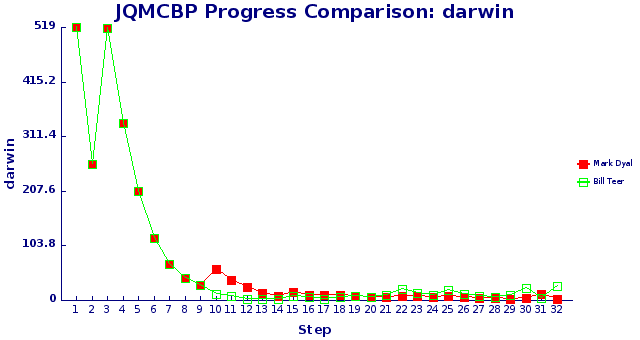 JQMCBP Progress Comparison: darwin
519
415.2
311.4
207.6
103.8
0
darwin
1 2 3 4 5 6 7 8 9 10 11 12 13 14 15 16 17 18 19 20 21 22 23 24 25 26 27 28 29 30 31 32
Step
Mark Dyal
Bill Teer